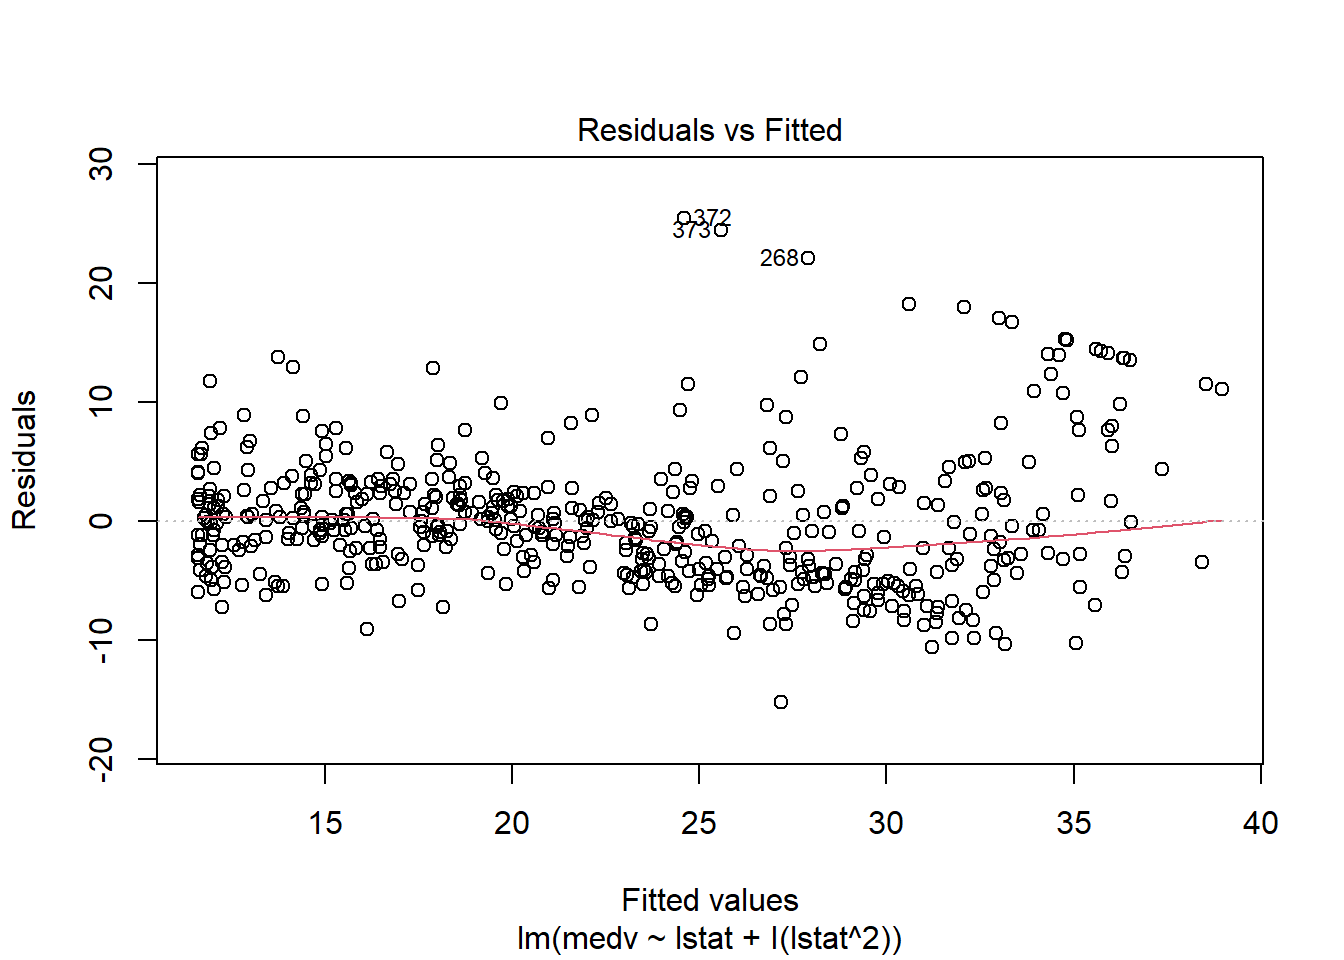 Residuals vs Fitted
Residuals
30
20
10
0
-10
-20
372
373
268
15 20 25 30 35 40
Fitted values
lm(medv ~ lstat + I(lstat^2))